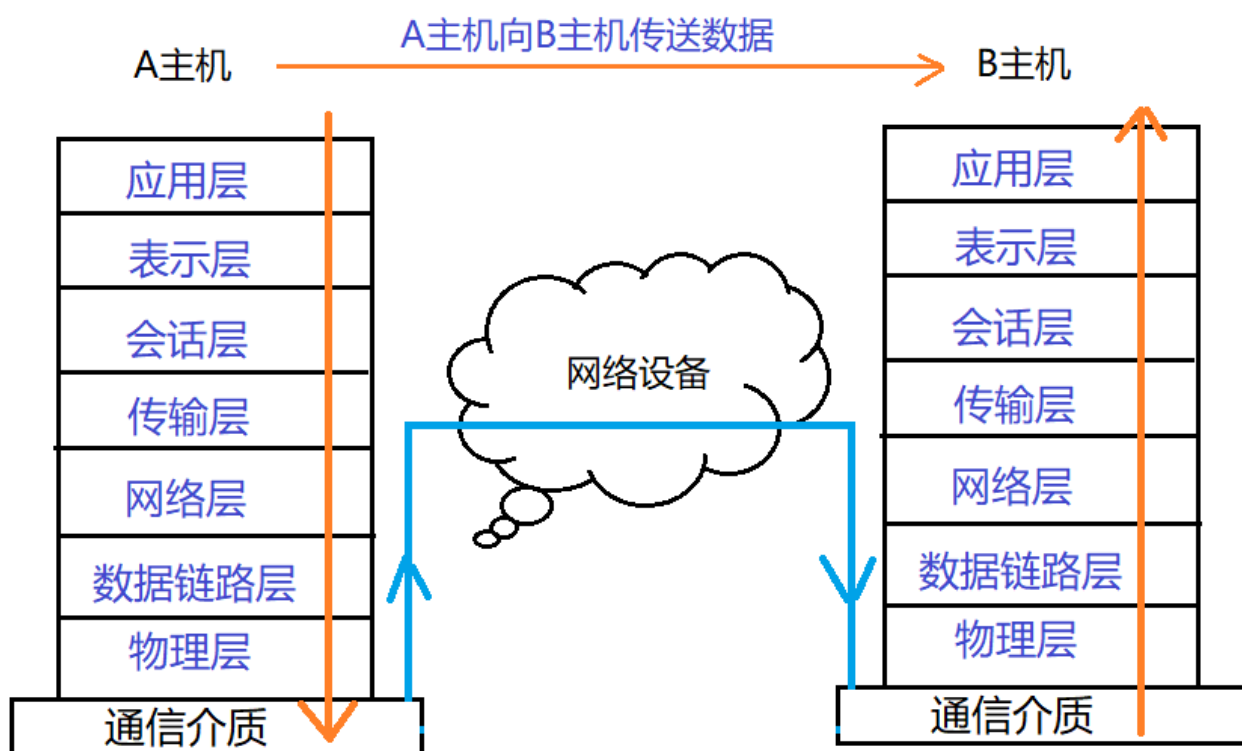 A主机向B主机传送数据
A主机
B主机
应用层
表示层
会话层
传输层
网络层
数据链路层
物理层
通信介质
网络设备
应用层
表示层
会话层
传输层
网络层
数据链路层
物理层
通信介质